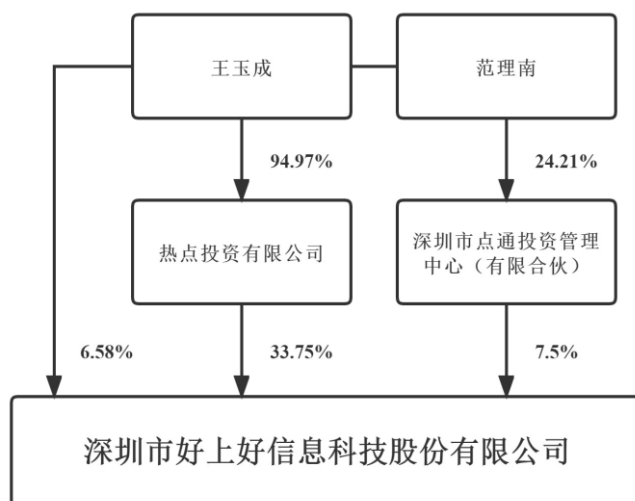 王玉成
范理南
94.97%
24.21%
热点投资有限公司
深圳市点通投资管理
中心（有限合伙）
6.58%
33.75%
7.5%
深圳市好上好信息科技股份有限公司